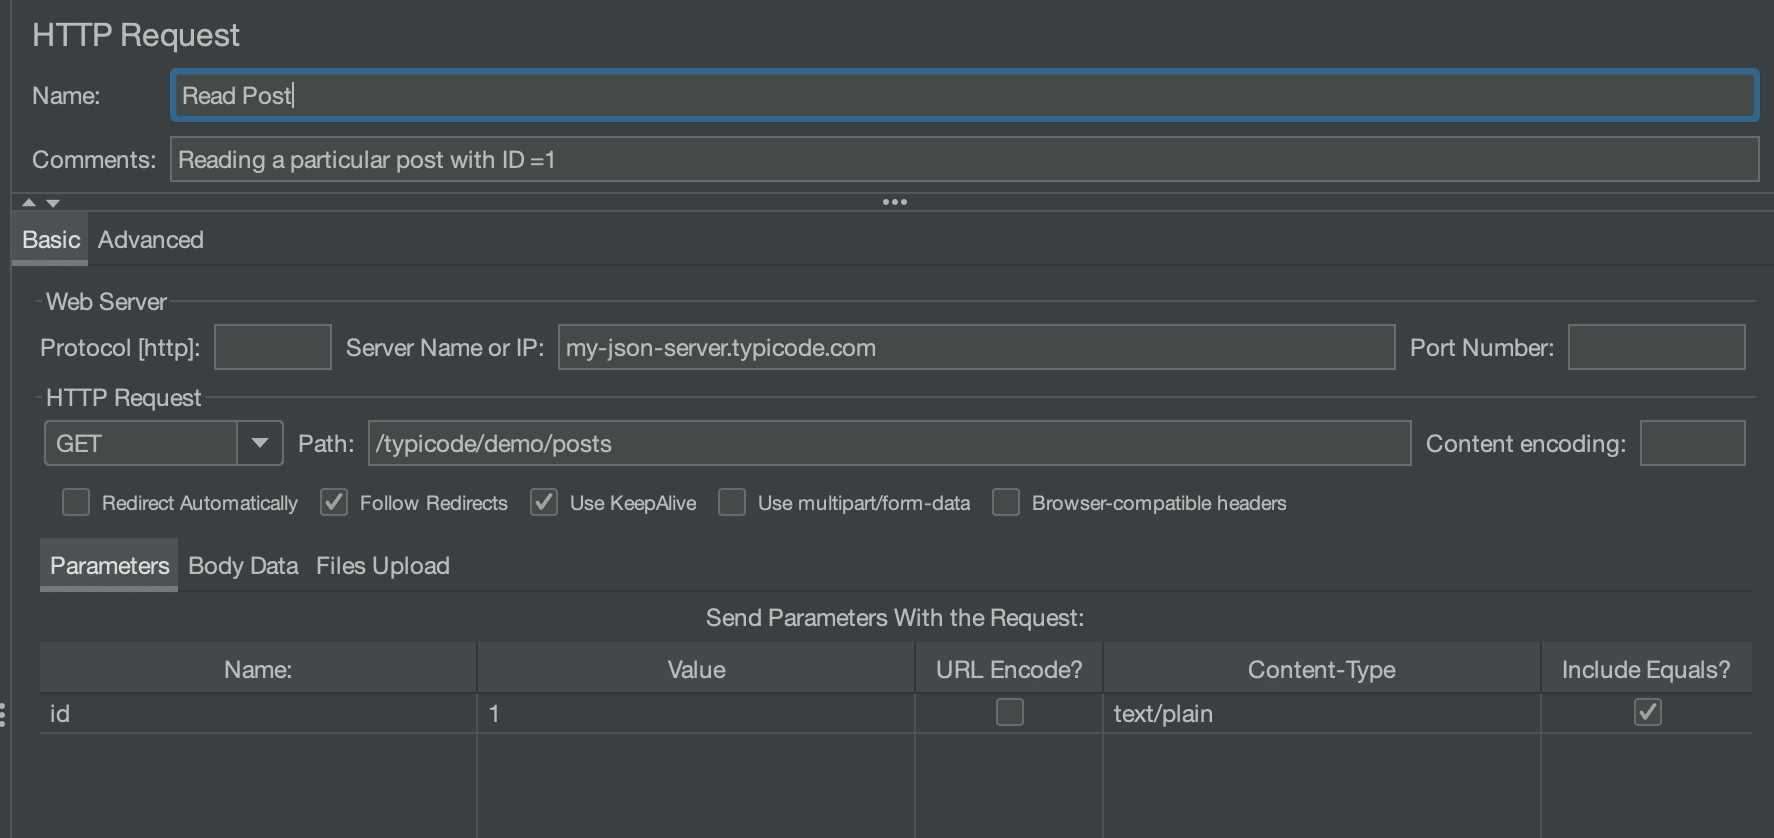 HTTP Request
Name: Read Post
Comments: Reading a particular post with ID =1
Basic Advanced
Web Server
Protocol [http]: Server Name or IP: my-json-server.typicode.com Port Number:
HTTP Request
GET Path: /typicode/demo/posts Content encoding:
Redirect Automatically Follow Redirects Use KeepAlive Use multipart/form-data Browser-compatible headers
Parameters Body Data Files Upload
Send Parameters With the Request:
Name: Value URL Encode? Content-Type Include Equals?
id 1 text/plain